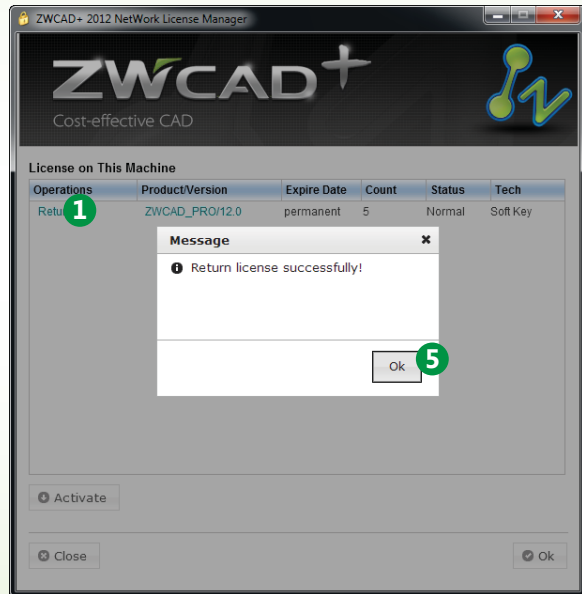 ZWCAD+ 2012 NetWork License Manager
ZWCAD+
Cost-effective CAD
License on This Machine
Operations Product/Version Expire Date Count Status Tech
Retu 1 ZWCAD_PRO/12.0 permanent 5 Normal Soft Key
Message
Return license successfully!
Ok 5
Activate
Close Ok